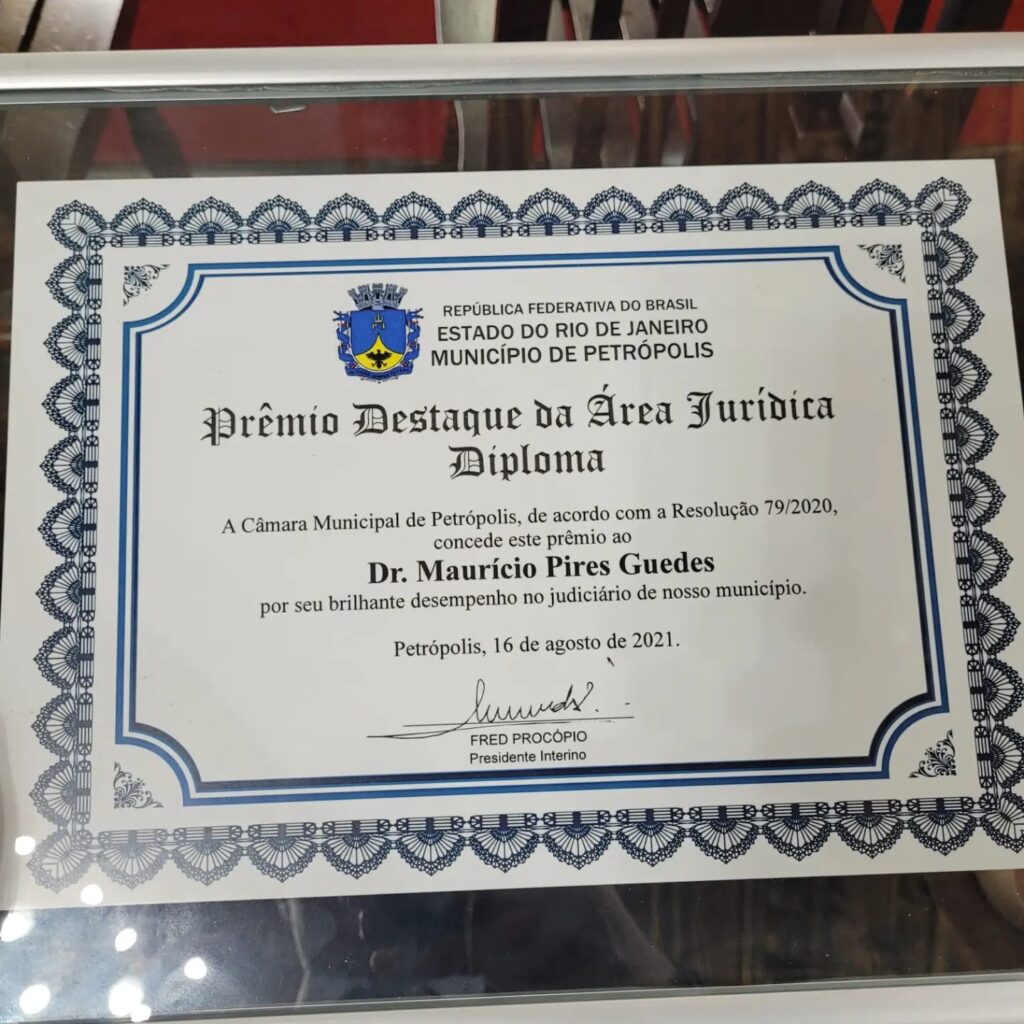 REPÚBLICA FEDERATIVA DO BRASIL
ESTADO DO RIO DE JANEIRO
MUNICÍPIO DE PETRÓPOLIS
Prêmio Destaque da Área Jurídica
Diploma
A Câmara Municipal de Petrópolis, de acordo com a Resolução 79/2020,
concede este prêmio ao
Dr. Maurício Pires Guedes
por seu brilhante desempenho no judiciário de nosso município.
Petrópolis, 16 de agosto de 2021.
FRED PROCÓPIO
Presidente Interino